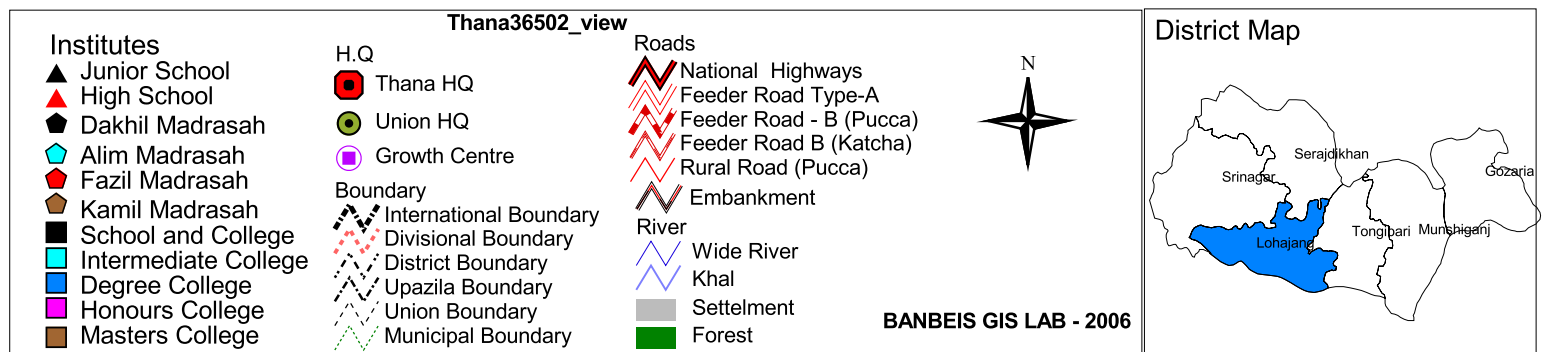 Thana36502_view
Institutes
Junior School
High School
Dakhil Madrasah
Alim Madrasah
Fazil Madrasah
Kamil Madrasah
School and College
Intermediate College
Degree College
Honours College
Masters College
H.Q
Thana HQ
Union HQ
Growth Centre
Boundary
International Boundary
Divisional Boundary
District Boundary
Upazila Boundary
Union Boundary
Municipal Boundary
Roads
National Highways
Feeder Road Type-A
Feeder Road - B (Pucca)
Feeder Road B (Katcha)
Rural Road (Pucca)
Embankment
River
Wide River
Khal
Settelment
Forest
N
BANBEIS GIS LAB - 2006
District Map
Serajdikhan
Srinagar
Gozaria
Lohajang
Tongibari
Munshiganj